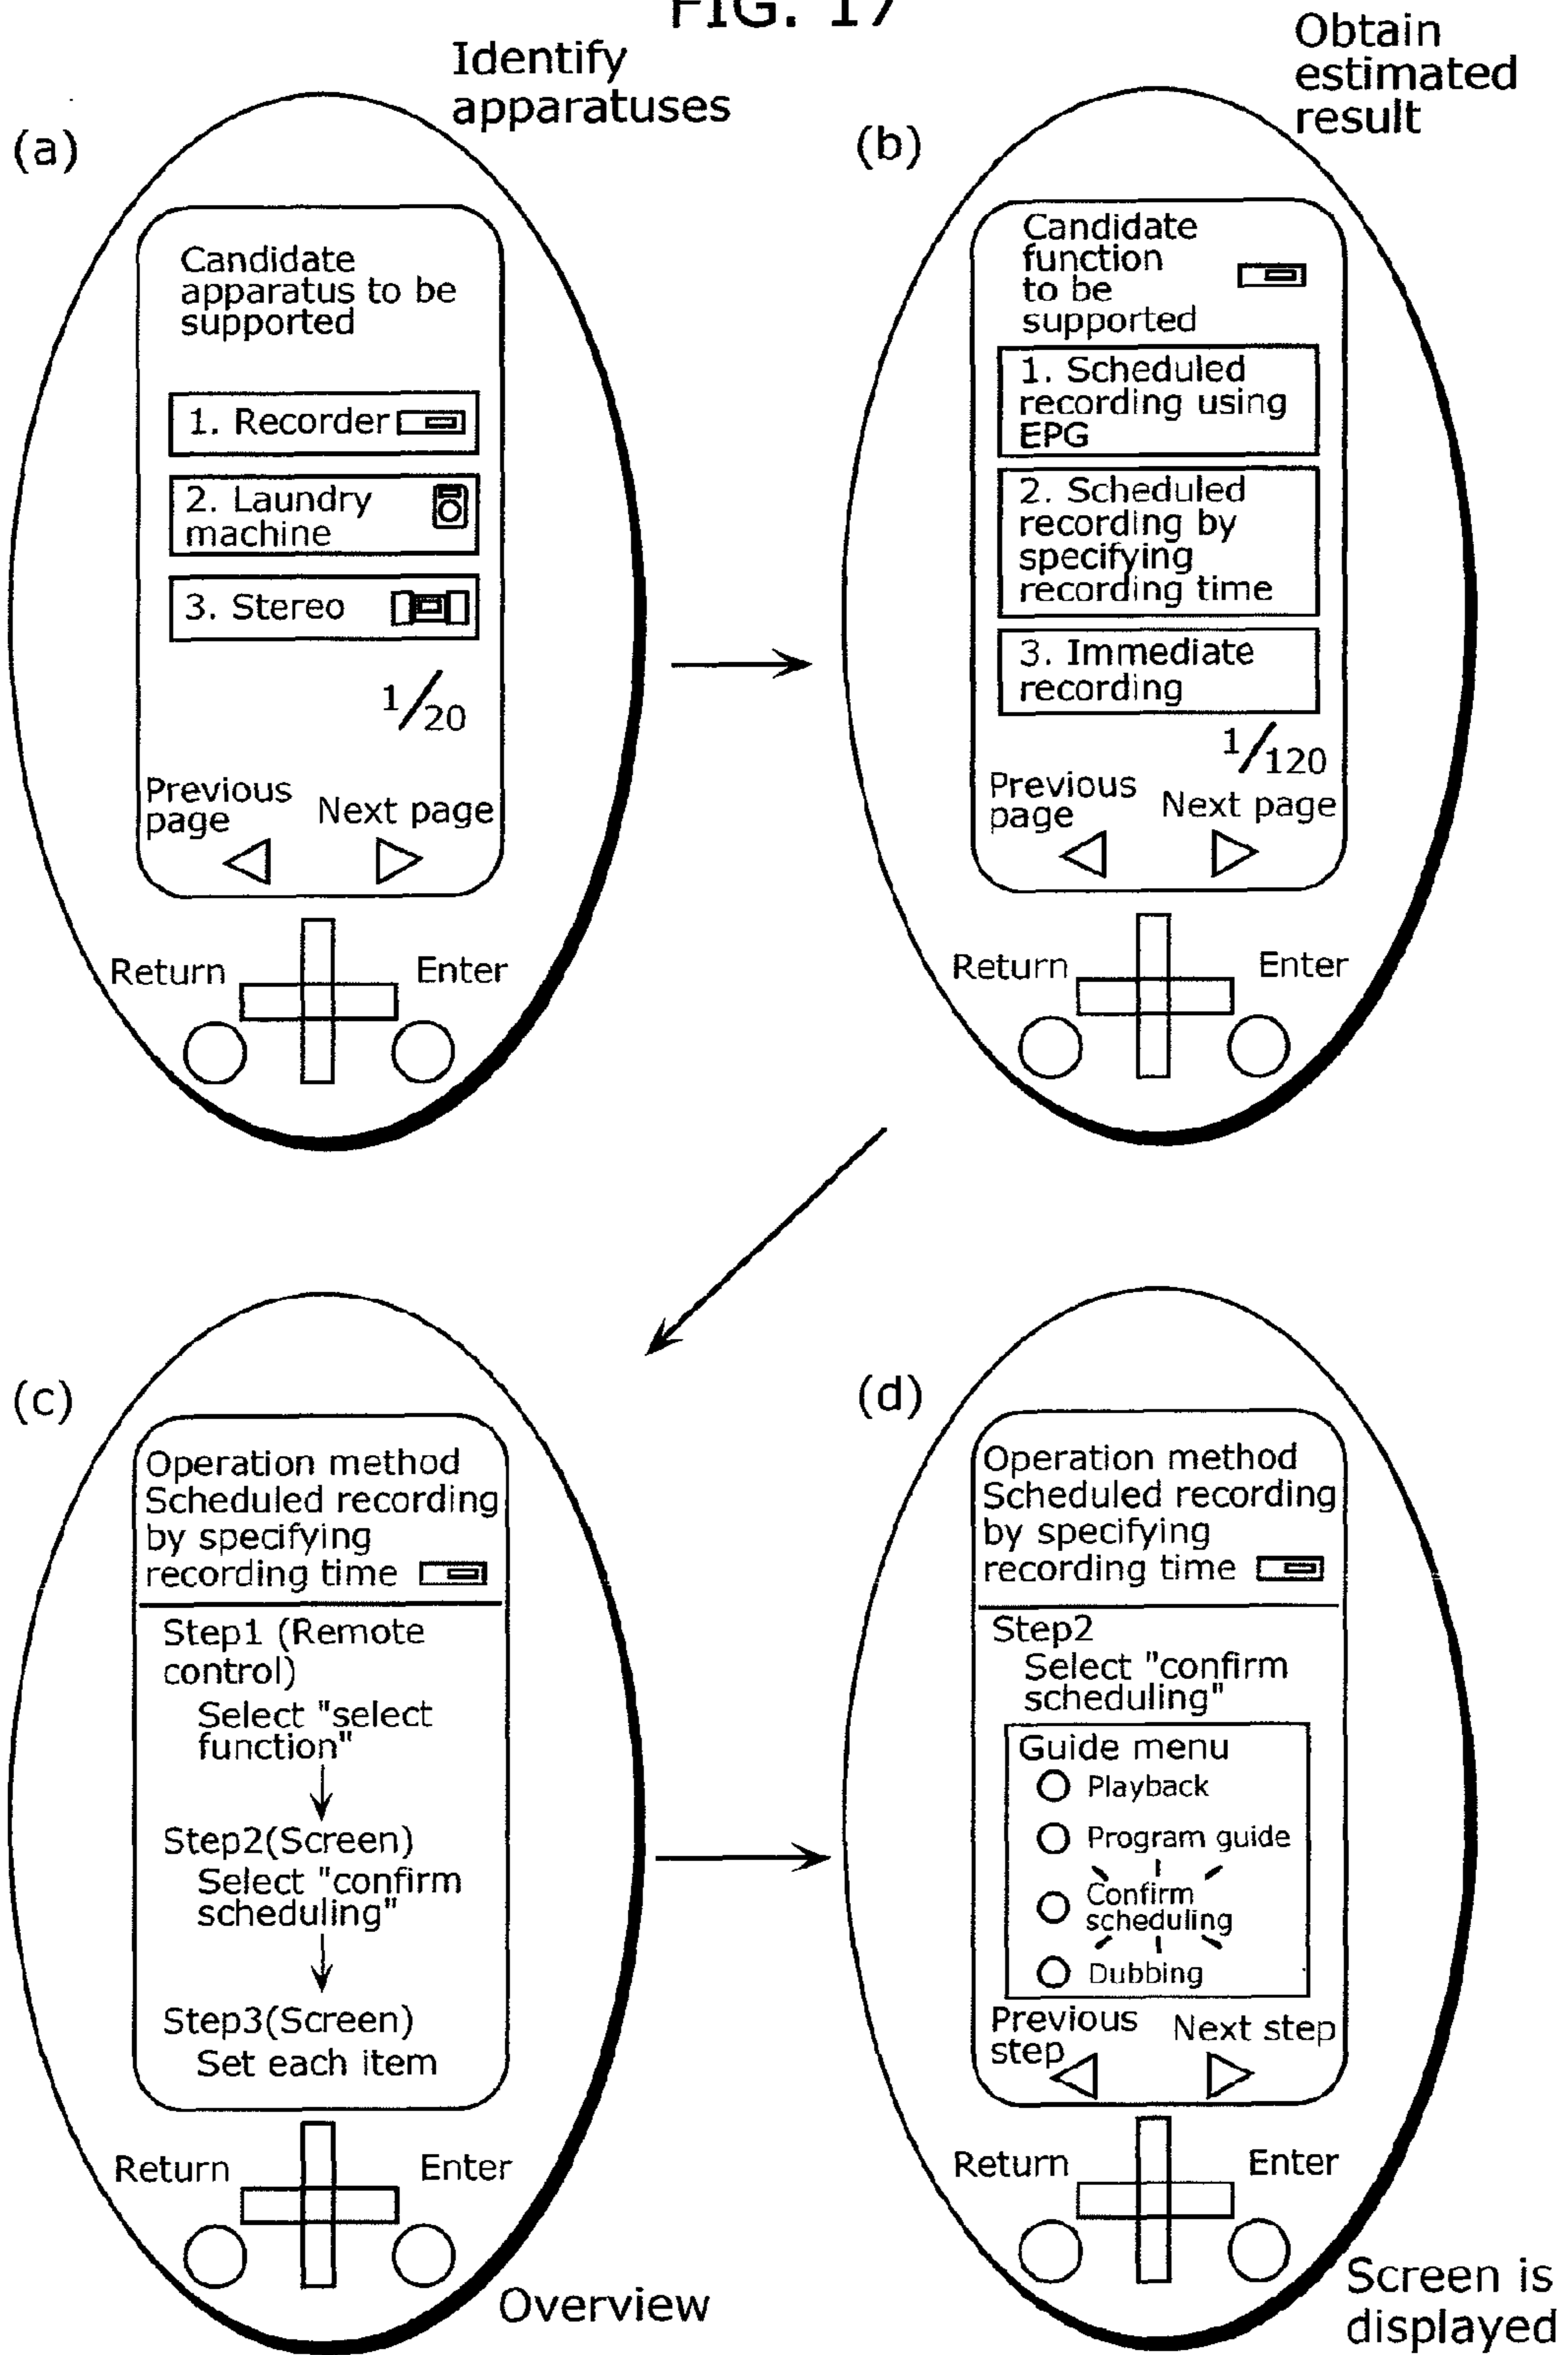 FIG. 17
Identify
apparatuses
(a)
Candidate
apparatus to be
supported
1. Recorder
2. Laundry
machine
3. Stereo
1/20
Previous
page
Next page
Return
Enter
Obtain
estimated
result
(b)
Candidate
function
to be
supported
1. Scheduled
recording using
EPG
2. Scheduled
recording by
specifying
recording time
3. Immediate
recording
1/120
Previous
page
Next page
Return
Enter
(c)
Operation method
Scheduled recording
by specifying
recording time
Step1 (Remote
control)
Select "select
function"
Step2(Screen)
Select "confirm
scheduling"
Step3(Screen)
Set each item
Return
Enter
Overview
(d)
Operation method
Scheduled recording
by specifying
recording time
Step2
Select "confirm
scheduling"
Guide menu
Playback
Program guide
Confirm
scheduling
Dubbing
Previous
step
Next step
Return
Enter
Screen is
displayed